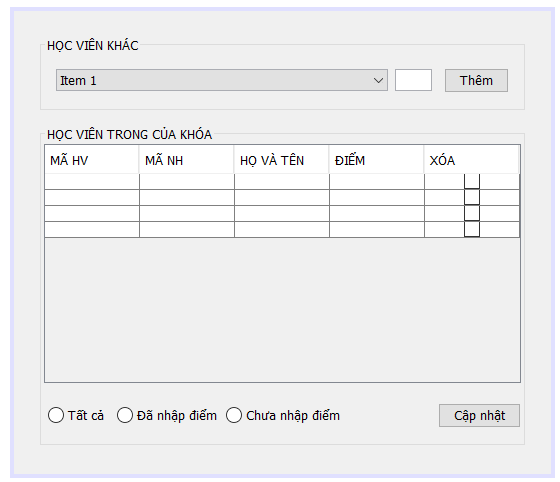 HỌC VIÊN KHÁC
Item 1 Thêm
HỌC VIÊN TRONG CỦA KHÓA
MÃ HV MÃ NH HỌ VÀ TÊN ĐIỂM XÓA
Tất cả Đã nhập điểm Chưa nhập điểm Cập nhật